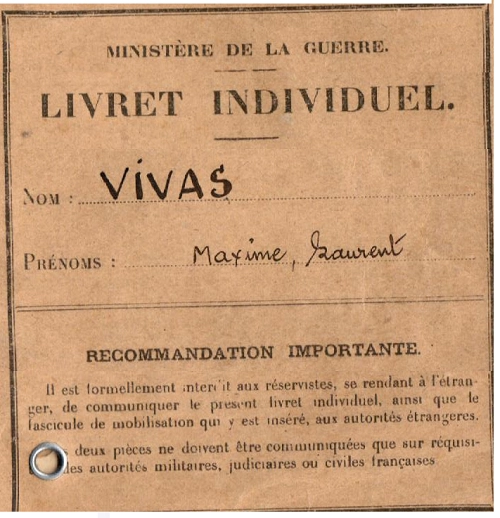 MINISTÈRE DE LA GUERRE.
LIVRET INDIVIDUEL.
NOM : VIVAS
PRÉNOMS : Maxime, Laurent
RECOMMANDATION IMPORTANTE.
Il est formellement interdit aux réservistes, se rendant à l'étran-
ger, de communiquer le présent livret individuel, ainsi que le
fascicule de mobilisation qui y est inséré, aux autorités étrangères.
deux pièces ne doivent être communiquées que sur réquisi-
des autorités militaires, judiciaires ou civiles françaises